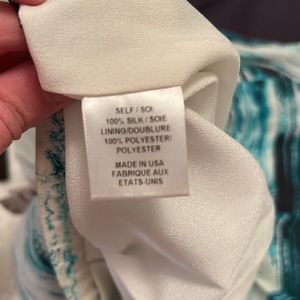 SELF / SOI
100% SILK / SOIE
LINING/DOUBLURE
100% POLYESTER/
POLYESTER
MADE IN USA
FABRIQUE AUX
ETATS-UNIS